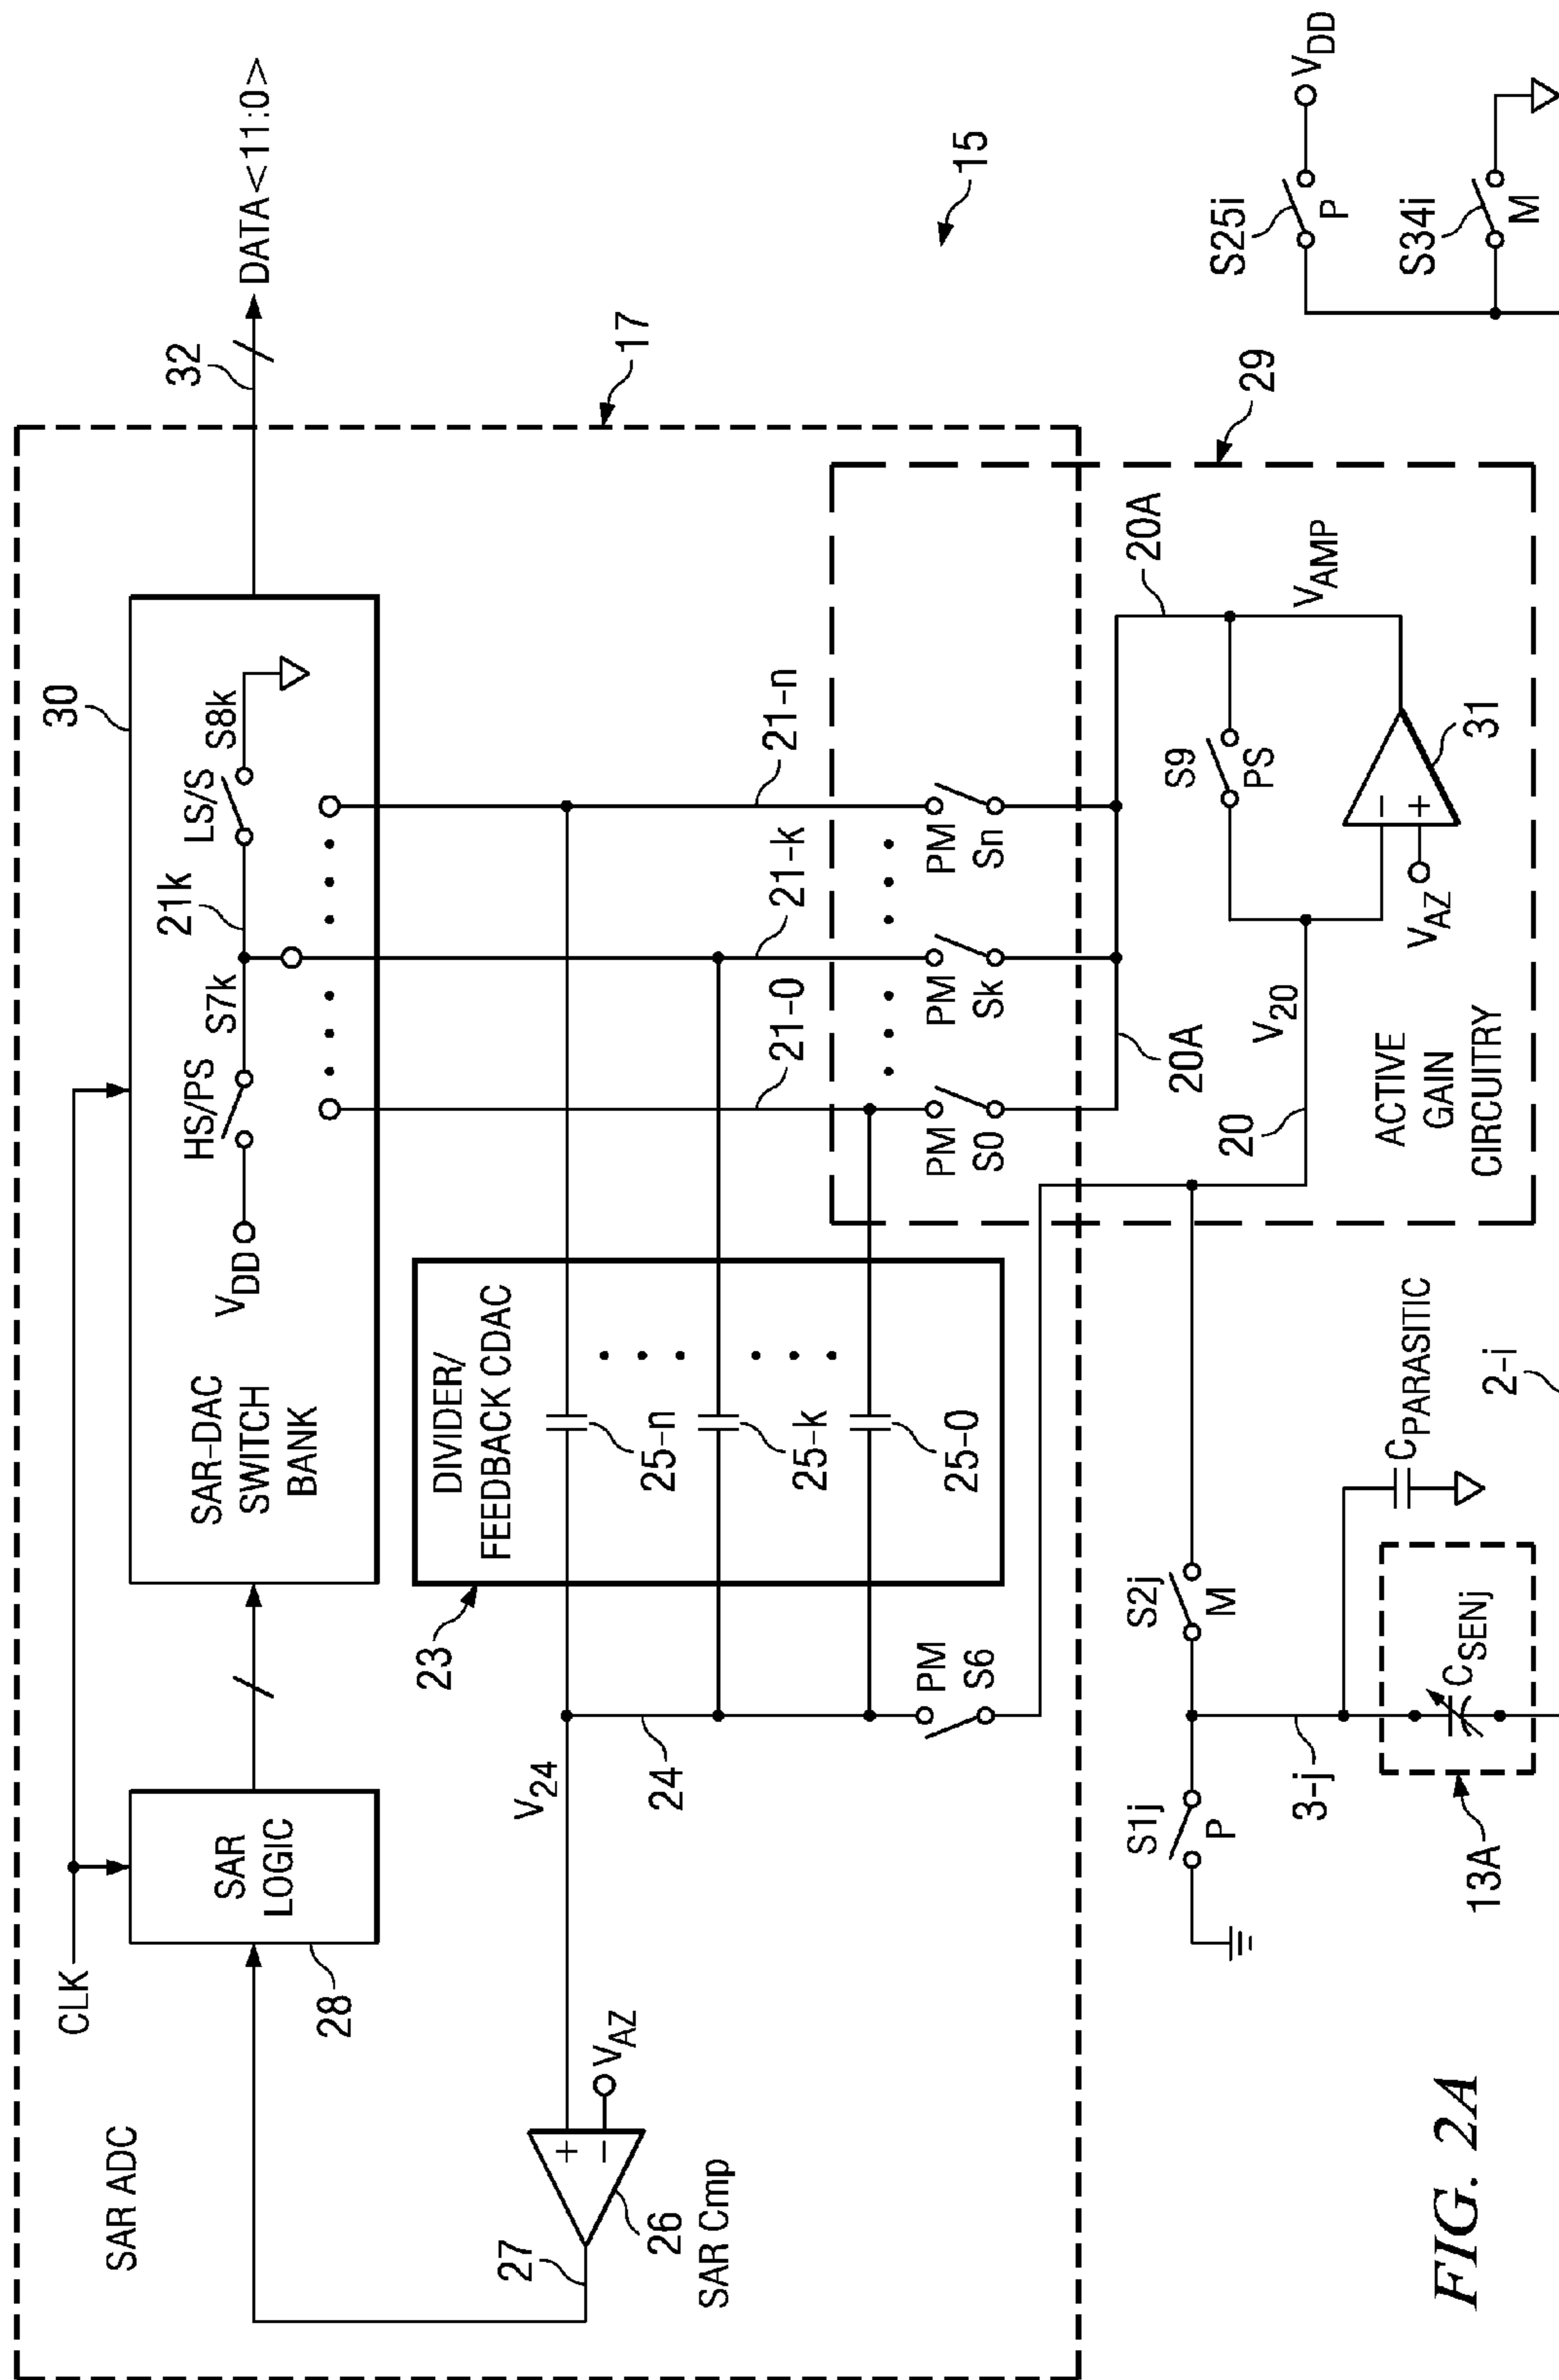 SAR ADC
CLK
SAR
LOGIC
28
27
26
SAR Cmp
+
−
VAZ
V24
24
30
SAR-DAC
SWITCH
BANK
VDD
HS/PS
S7k
21k
LS/S
S8k
32
DATA<11:0>
17
15
23
DIVIDER/
FEEDBACK CDAC
25-n
25-k
25-0
21-0
21-k
21-n
PM
S6
PM
S0
PM
Sk
PM
Sn
20A
20A
29
S9
PS
VAMP
31
−
+
VAZ
V20
20
ACTIVE
GAIN
CIRCUITRY
S1j
P
S2j
M
3-j
CPARASITIC
CSENj
13A
2-i
S25i
P
VDD
S34i
M
FIG. 2A